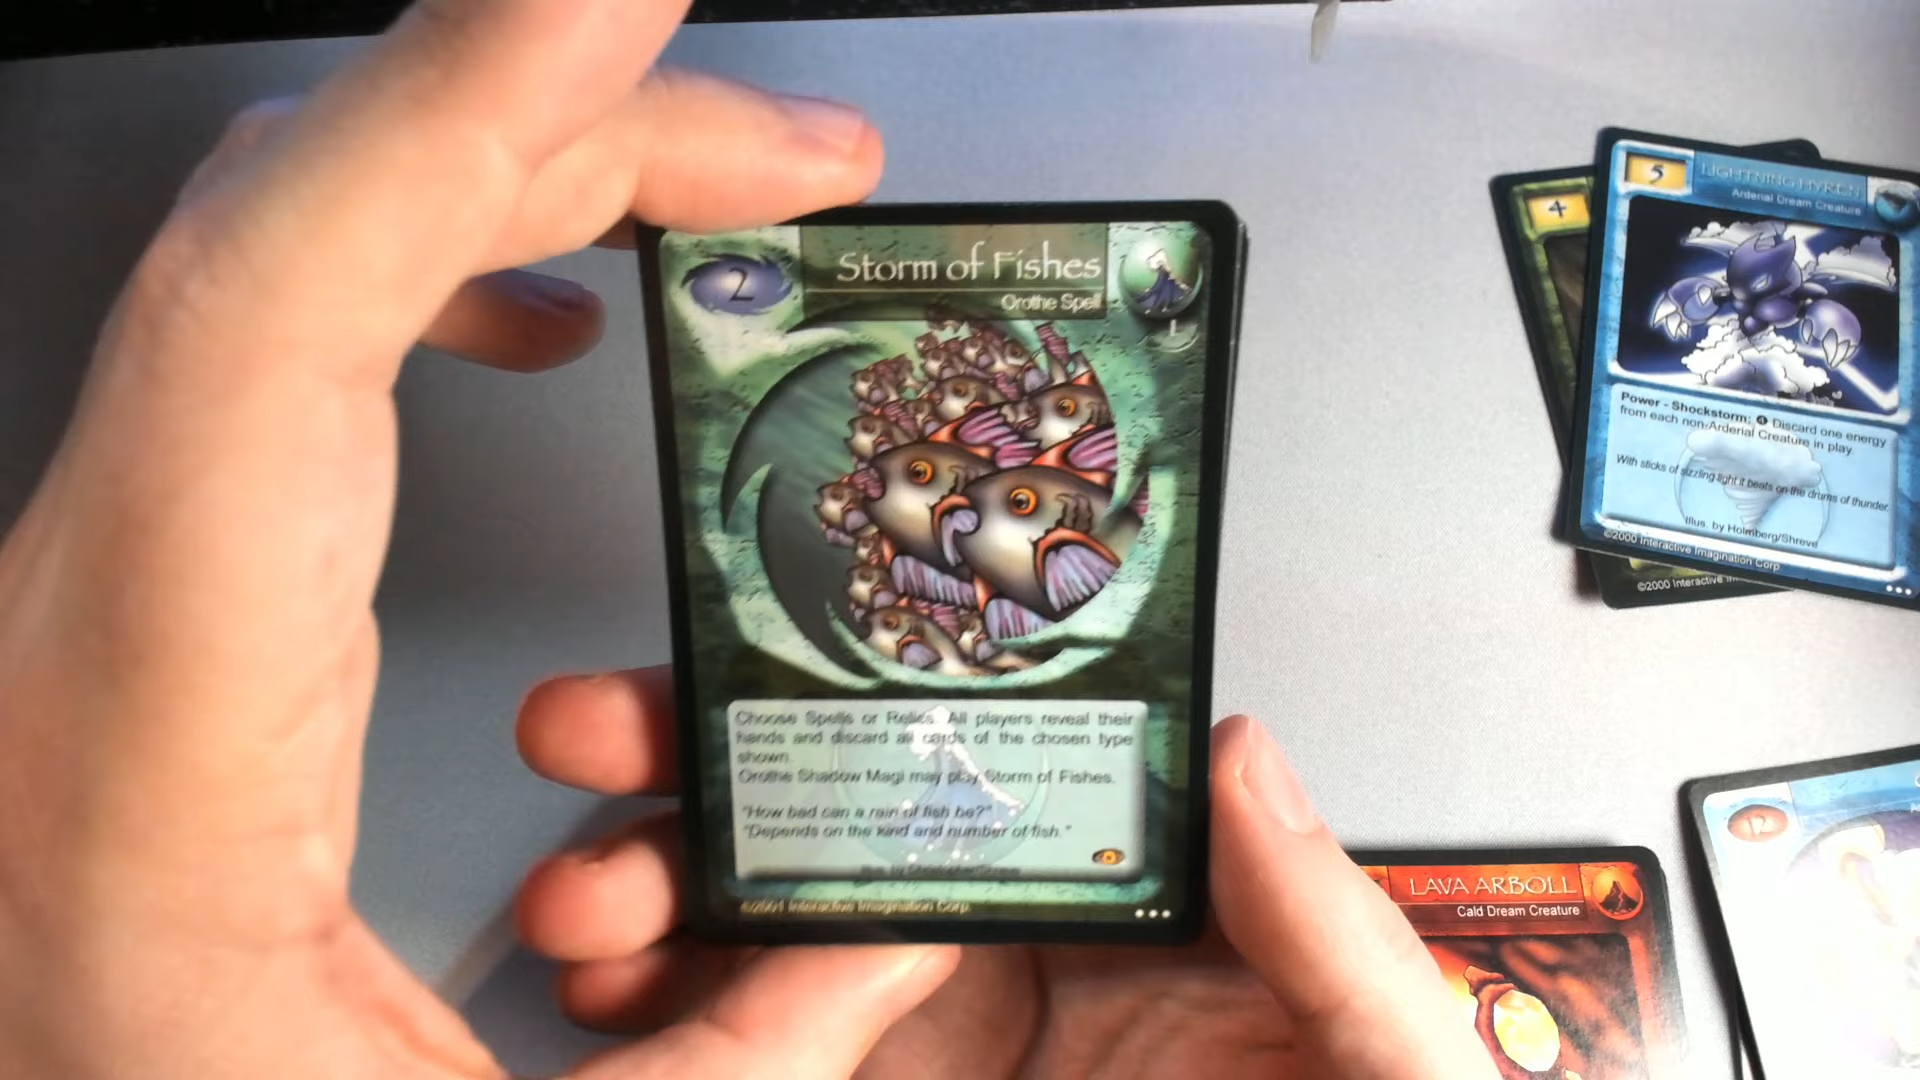 2
Storm of Fishes
Orothe Spell
Choose Spells or Relics. All players reveal their
hands and discard all cards of the chosen type
shown.
Orothe Shadow Magi may play Storm of Fishes.
"How bad can a rain of fish be?"
"Depends on the kind and number of fish."
©2001 Interactive Imagination Corp.
4
©2000 Interactive
5
LIGHTNING HYREN
Arderial Dream Creature
Power - Shockstorm: 4 Discard one energy
from each non-Arderial Creature in play.
With sticks of sizzling light it beats on the drums of thunder.
Illus. by Holmberg/Shreve
©2000 Interactive Imagination Corp.
LAVA ARBOLL
Cald Dream Creature
12